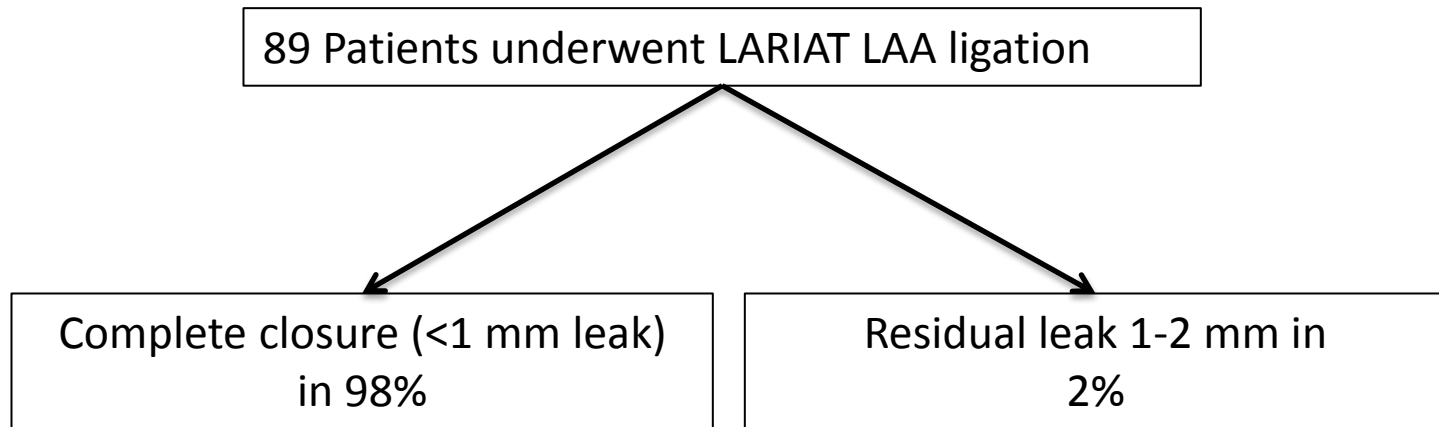 89 Patients underwent LARIAT LAA ligation
Complete closure (<1 mm leak)
in 98%
Residual leak 1-2 mm in
2%